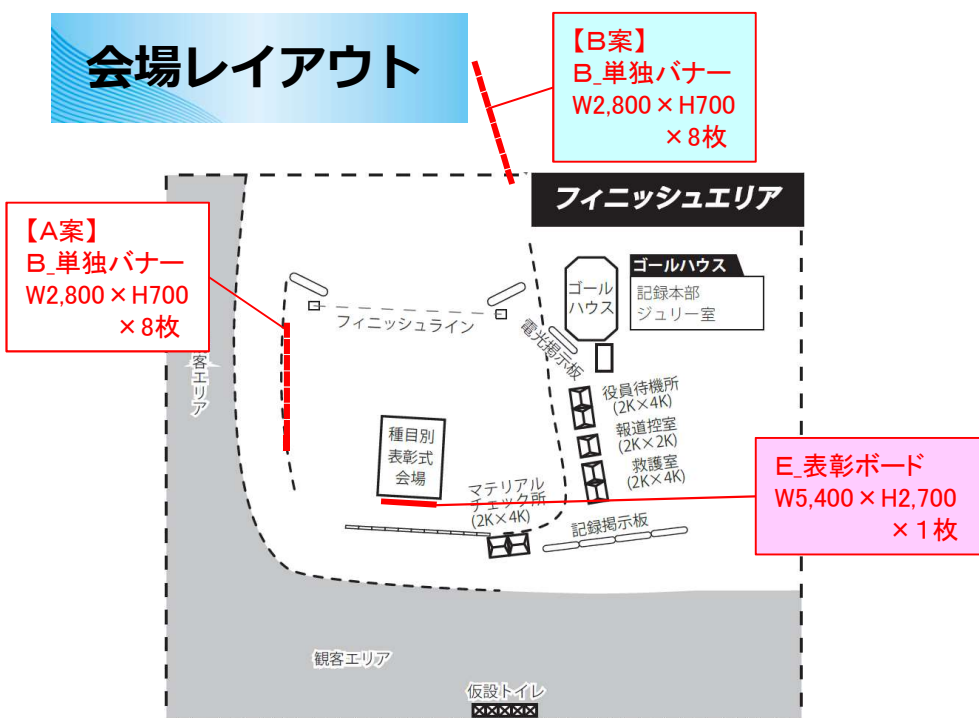 会場レイアウト
【B案】
B_単独バナー
W2,800×H700
×8枚
フィニッシュエリア
【A案】
B_単独バナー
W2,800×H700
×8枚
ゴールハウス
記録本部
ジュリー室
ゴール
ハウス
フィニッシュライン
電光掲示板
客エリア
役員待機所
(2K×4K)
報道控室
(2K×2K)
救護室
(2K×4K)
種目別
表彰式
会場
マテリアル
チェック所
(2K×4K)
E_表彰ボード
W5,400×H2,700
×1枚
記録掲示板
観客エリア
仮設トイレ